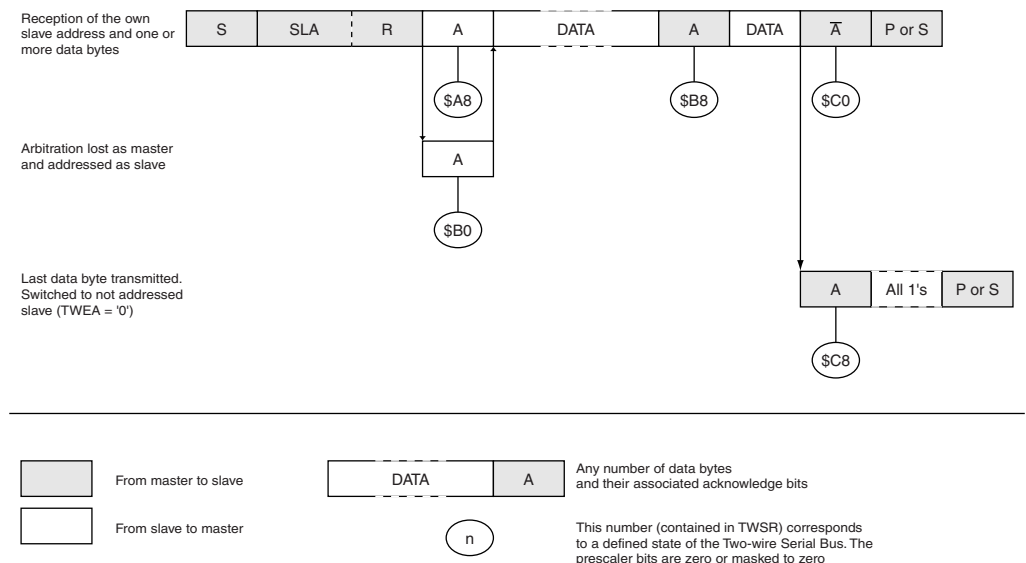 Reception of the own
slave address and one or
more data bytes
S SLA R A DATA A DATA A̅ P or S
$A8 $B8 $C0
Arbitration lost as master
and addressed as slave
A
$B0
Last data byte transmitted.
Switched to not addressed
slave (TWEA = '0')
A All 1's P or S
$C8
From master to slave
DATA A
Any number of data bytes
and their associated acknowledge bits
From slave to master
n
This number (contained in TWSR) corresponds
to a defined state of the Two-wire Serial Bus. The
prescaler bits are zero or masked to zero